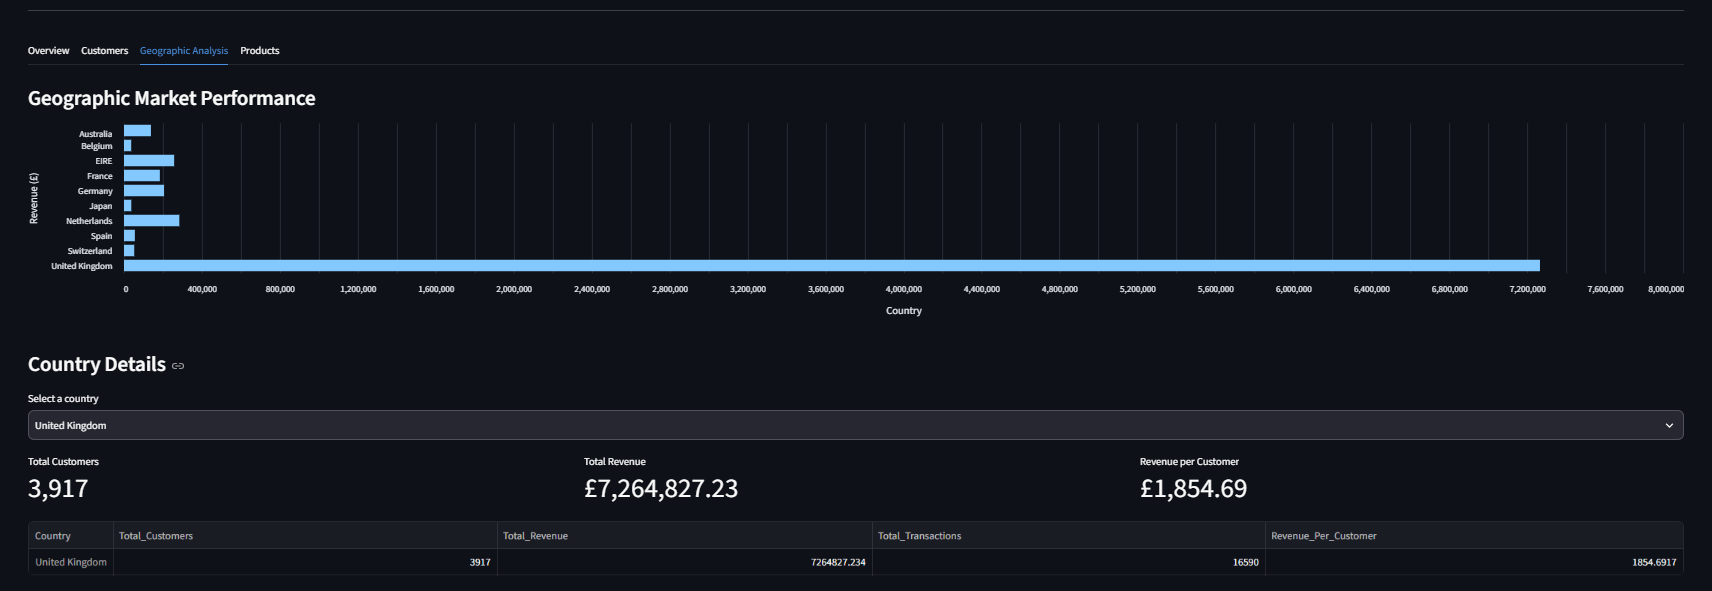 Overview Customers Geographic Analysis Products
Geographic Market Performance
Revenue (£)
Australia
Belgium
EIRE
France
Germany
Japan
Netherlands
Spain
Switzerland
United Kingdom
0 400,000 800,000 1,200,000 1,600,000 2,000,000 2,400,000 2,800,000 3,200,000 3,600,000 4,000,000 4,400,000 4,800,000 5,200,000 5,600,000 6,000,000 6,400,000 6,800,000 7,200,000 7,600,000 8,000,000
Country
Country Details
Select a country
United Kingdom
Total Customers Total Revenue Revenue per Customer
3,917 £7,264,827.23 £1,854.69
Country Total_Customers Total_Revenue Total_Transactions Revenue_Per_Customer
United Kingdom 3917 7264827.234 16590 1854.6917